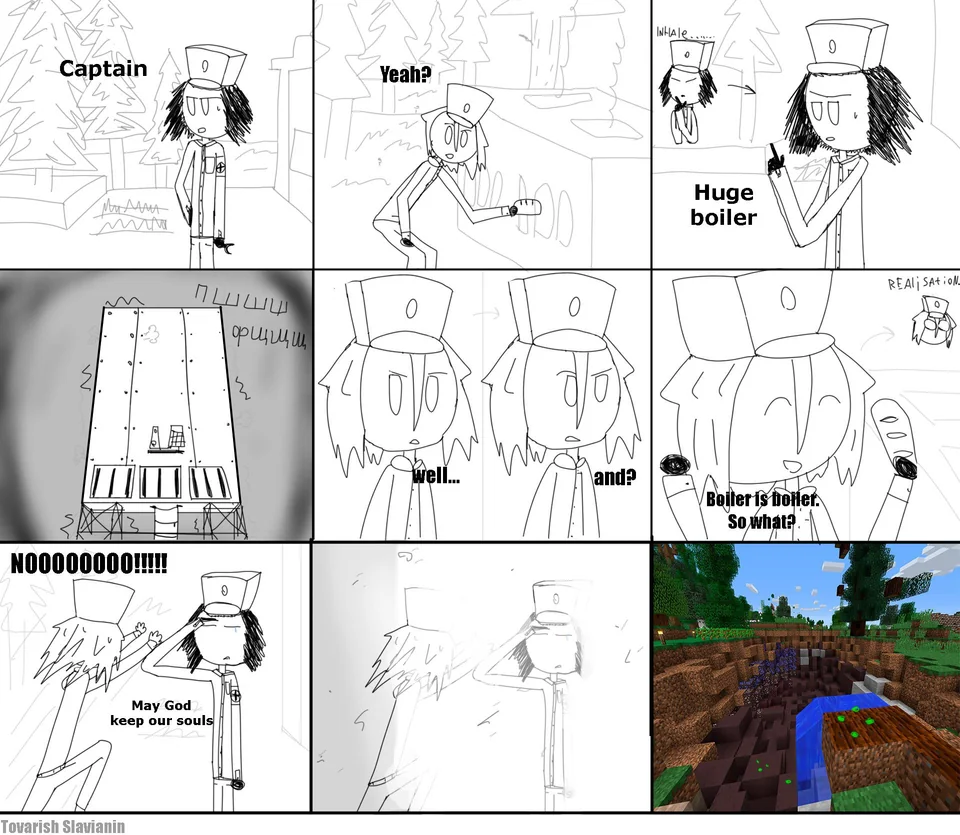 Captain
Yeah?
INHALe......
Huge
boiler
ПШШШ
ФЩЩЩ
well...
and?
REALiSAtiON
Boiler is boiler.
So what?
NOOOOOOOO!!!!!
May God
keep our souls
Tovarish Slavianin